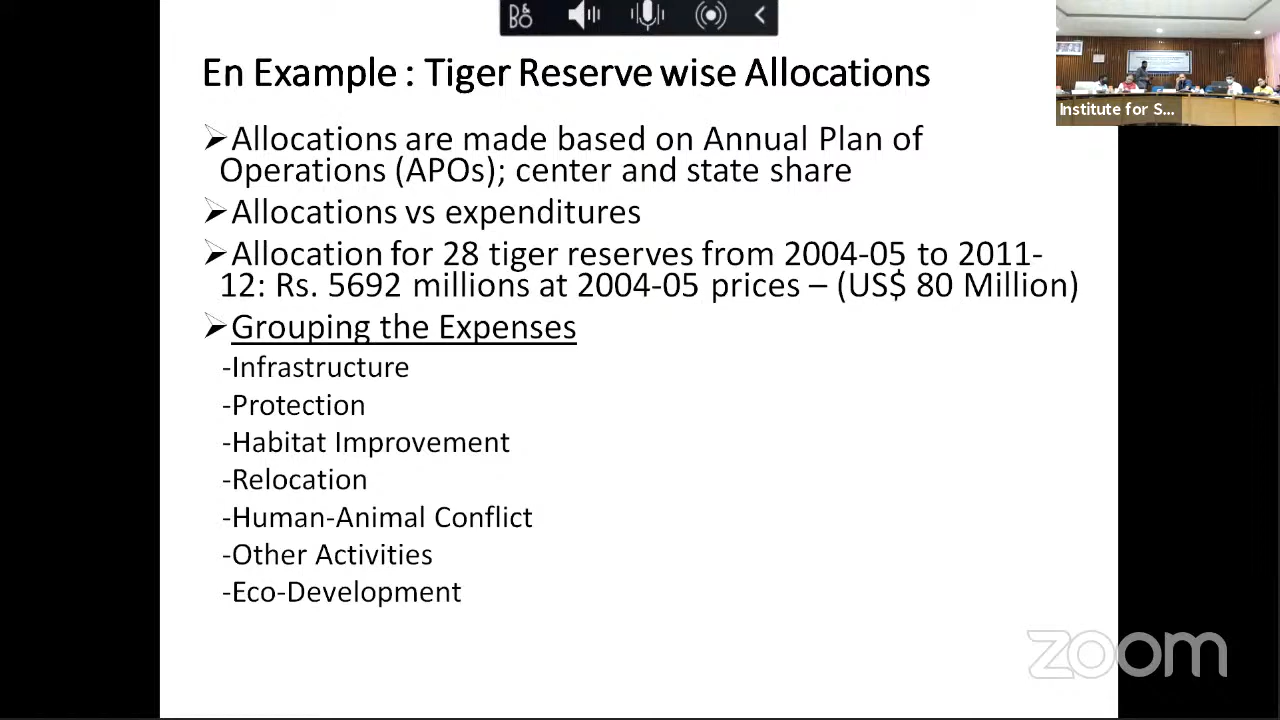 En Example : Tiger Reserve wise Allocations
➢Allocations are made based on Annual Plan of
Operations (APOs); center and state share
➢Allocations vs expenditures
➢Allocation for 28 tiger reserves from 2004-05 to 2011-
12: Rs. 5692 millions at 2004-05 prices – (US$ 80 Million)
➢Grouping the Expenses
-Infrastructure
-Protection
-Habitat Improvement
-Relocation
-Human-Animal Conflict
-Other Activities
-Eco-Development
Institute for S...
zoom